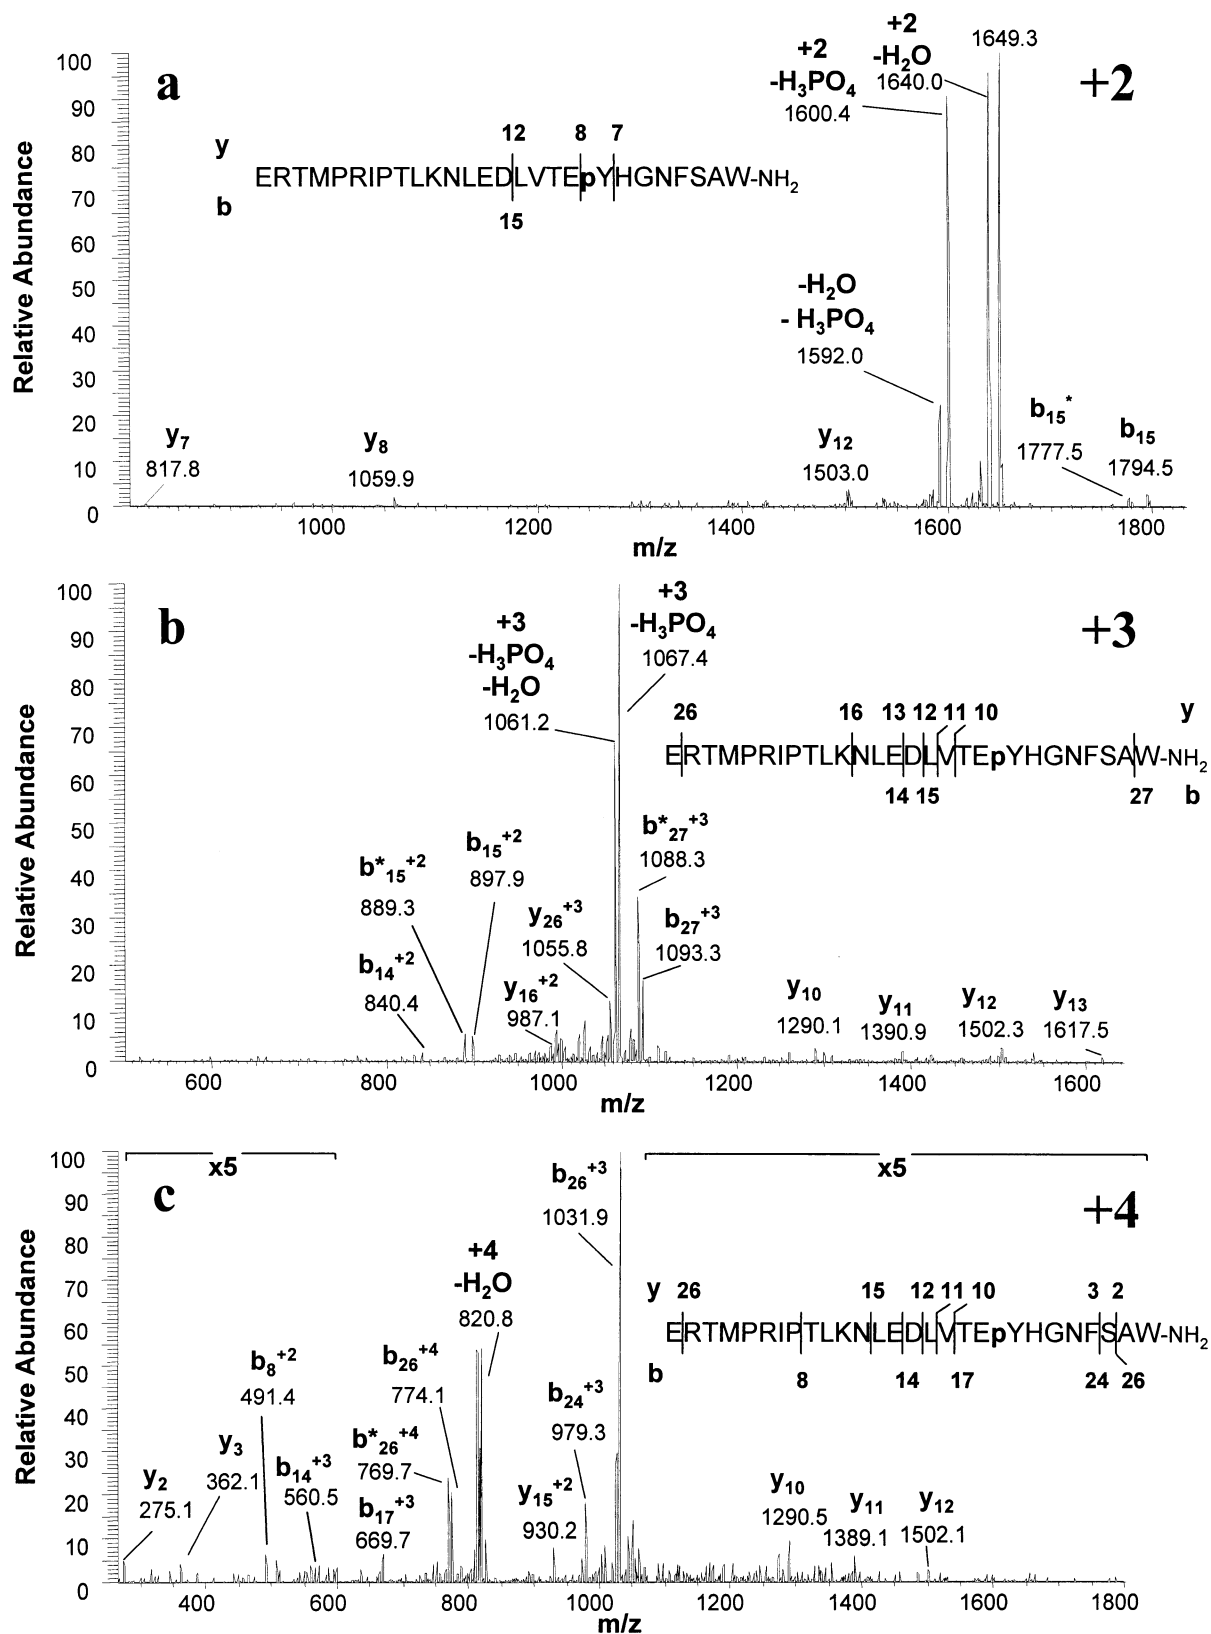 a
+2
+2
-H₃PO₄
1600.4
+2
-H₂O
1640.0
1649.3
y
12 8 7
ERTMPRIPTLKNLEDLVTEpYHGNFSAW-NH₂
b
15
-H₂O
- H₃PO₄
1592.0
y₇
817.8
y₈
1059.9
y₁₂
1503.0
b₁₅*
1777.5
b₁₅
1794.5
Relative Abundance
100
90
80
70
60
50
40
30
20
10
0
1000 1200 1400 1600 1800
m/z
b
+3
+3
-H₃PO₄
-H₂O
1061.2
+3
-H₃PO₄
1067.4
26 16 13 12 11 10 y
ERTMPRIPTLKNLEDLVTEpYHGNFSAW-NH₂
14 15 27 b
b*₁₅⁺²
889.3
b₁₅⁺²
897.9
b₁₄⁺²
840.4
y₂₆⁺³
1055.8
y₁₆⁺²
987.1
b*₂₇⁺³
1088.3
b₂₇⁺³
1093.3
y₁₀
1290.1
y₁₁
1390.9
y₁₂
1502.3
y₁₃
1617.5
Relative Abundance
100
90
80
70
60
50
40
30
20
10
0
600 800 1000 1200 1400 1600
m/z
c
+4
x5
x5
b₂₆⁺³
1031.9
+4
-H₂O
820.8
y 26 15 12 11 10 3 2
ERTMPRIPTLKNLEDLVTEpYHGNFSAW-NH₂
b 8 14 17 24 26
b₈⁺²
491.4
b₂₆⁺⁴
774.1
b*₂₆⁺⁴
769.7
b₂₄⁺³
979.3
y₂
275.1
y₃
362.1
b₁₄⁺³
560.5
b₁₇⁺³
669.7
y₁₅⁺²
930.2
y₁₀
1290.5
y₁₁
1389.1
y₁₂
1502.1
Relative Abundance
100
90
80
70
60
50
40
30
20
10
0
400 600 800 1000 1200 1400 1600 1800
m/z